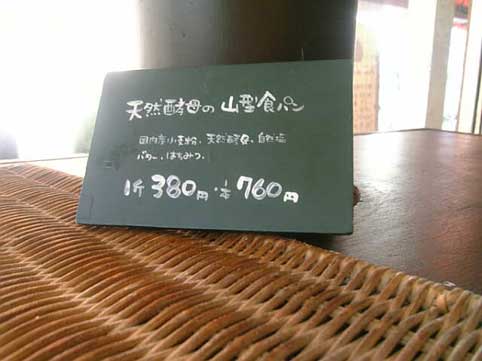 天然酵母の 山型食パン
国内産小麦粉、天然酵母、自然塩
バター、はちみつ、
1斤 380円・1本 760円